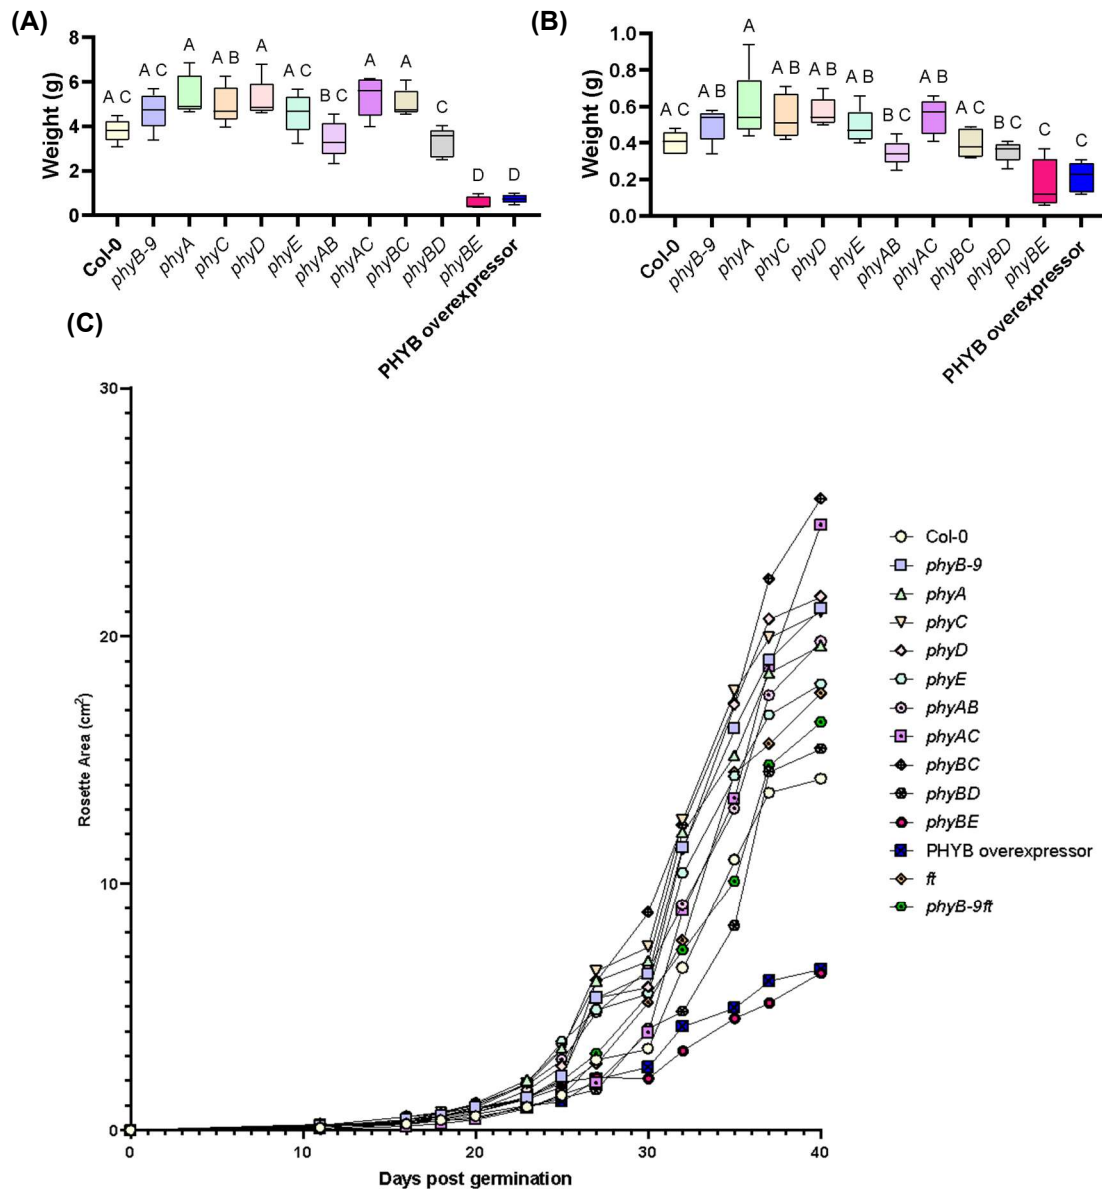 (A)
Weight (g)
8
6
4
2
0
A C
A C
A
A B
A
A C
B C
A
A
C
D
D
Col-0
phyB-9
phyA
phyC
phyD
phyE
phyAB
phyAC
phyBC
phyBD
phyBE
PHYB overexpressor
(B)
Weight (g)
1.0
0.8
0.6
0.4
0.2
0.0
A C
A B
A
A B
A B
A B
B C
A B
B C
B C
C
C
Col-0
phyB-9
phyA
phyC
phyD
phyE
phyAB
phyAC
phyBC
phyBD
phyBE
PHYB overexpressor
(C)
Rosette Area (cm²)
30
20
10
0
0
10
20
30
40
Days post germination
Col-0
phyB-9
phyA
phyC
phyD
phyE
phyAB
phyAC
phyBC
phyBD
phyBE
PHYB overexpressor
ft
phyB-9ft